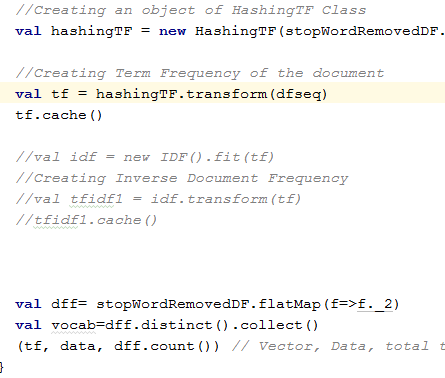 //Creating an object of HashingTF Class
val hashingTF = new HashingTF(stopWordRemovedDF.
//Creating Term Frequency of the document
val tf = hashingTF.transform(dfseq)
tf.cache()
//val idf = new IDF().fit(tf)
//Creating Inverse Document Frequency
//val tfidf1 = idf.transform(tf)
//tfidf1.cache()
val dff= stopWordRemovedDF.flatMap(f=>f._2)
val vocab=dff.distinct().collect()
(tf, data, dff.count()) // Vector, Data, total t
}